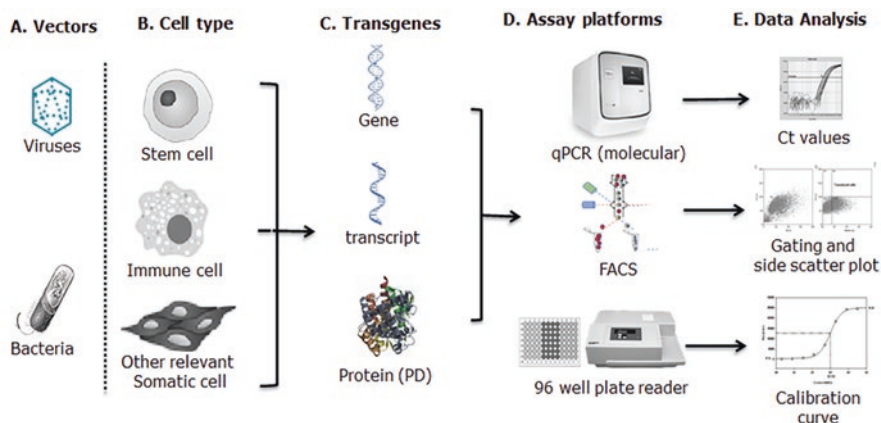 A. Vectors
B. Cell type
C. Transgenes
D. Assay platforms
E. Data Analysis
Viruses
Bacteria
Stem cell
Immune cell
Other relevant
Somatic cell
Gene
transcript
Protein (PD)
qPCR (molecular)
FACS
96 well plate reader
Ct values
Gating and
side scatter plot
Calibration
curve